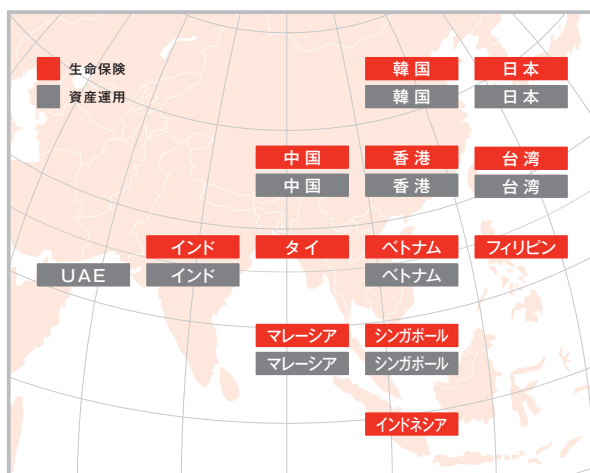 生命保険
資産運用
韓国
日本
韓国
日本
中国
香港
台湾
中国
香港
台湾
インド
タイ
ベトナム
フィリピン
UAE
インド
ベトナム
マレーシア
シンガポール
マレーシア
シンガポール
インドネシア